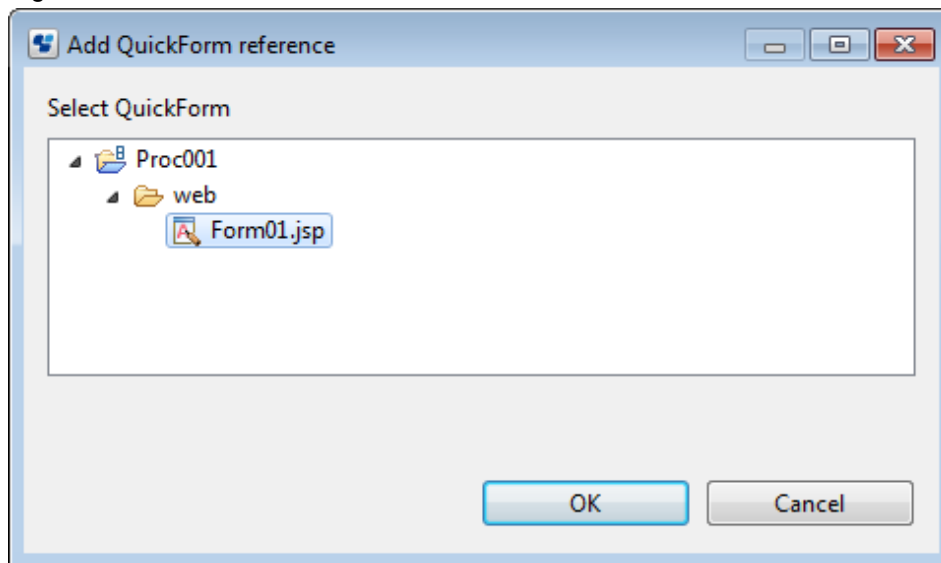 Add QuickForm reference
Select QuickForm
Proc001
web
Form01.jsp
OK Cancel